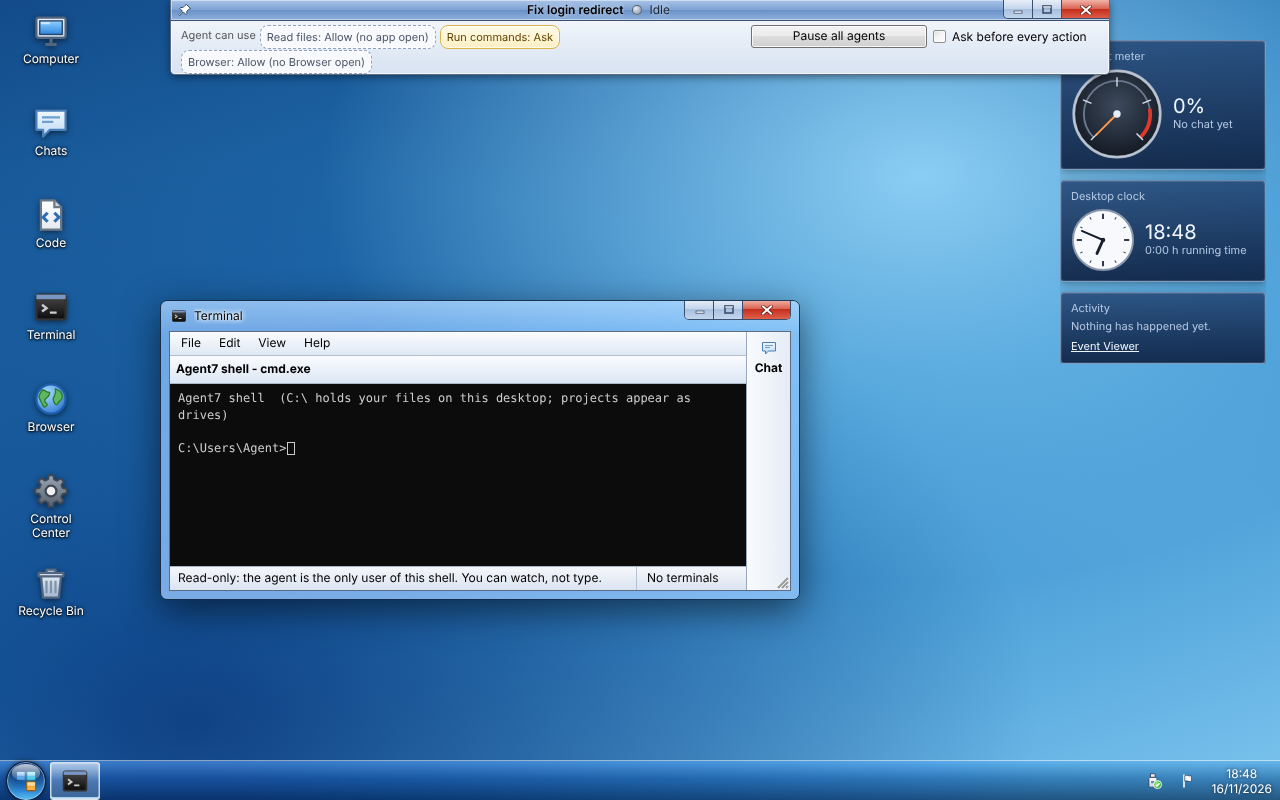 Fix login redirect Idle
Agent can use Read files: Allow (no app open) Run commands: Ask
Browser: Allow (no Browser open)
Pause all agents Ask before every action
Computer
Chats
Code
Terminal
Browser
Control
Center
Recycle Bin
meter
0%
No chat yet
Desktop clock
18:48
0:00 h running time
Activity
Nothing has happened yet.
Event Viewer
Terminal
File Edit View Help
Agent7 shell - cmd.exe
Agent7 shell (C:\ holds your files on this desktop; projects appear as
drives)
C:\Users\Agent>
Read-only: the agent is the only user of this shell. You can watch, not type. No terminals
Chat
18:48
16/11/2026